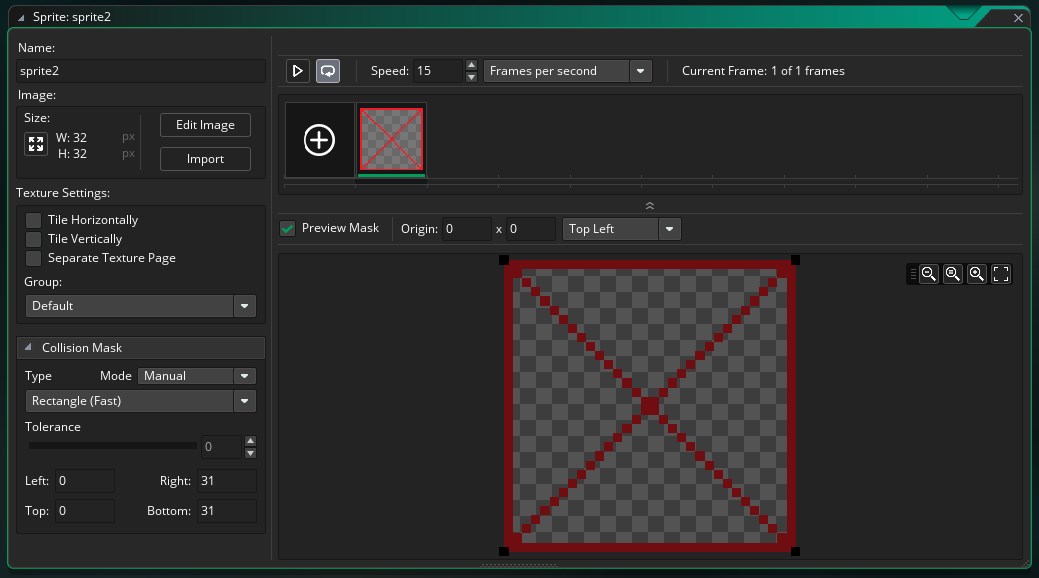 Sprite: sprite2
Name:
sprite2
Image:
Size:
W: 32 px
H: 32 px
Edit Image
Import
Texture Settings:
Tile Horizontally
Tile Vertically
Separate Texture Page
Group:
Default
Collision Mask
Type Mode Manual
Rectangle (Fast)
Tolerance
0
Left: 0 Right: 31
Top: 0 Bottom: 31
Speed: 15 Frames per second Current Frame: 1 of 1 frames
Preview Mask Origin: 0 x 0 Top Left